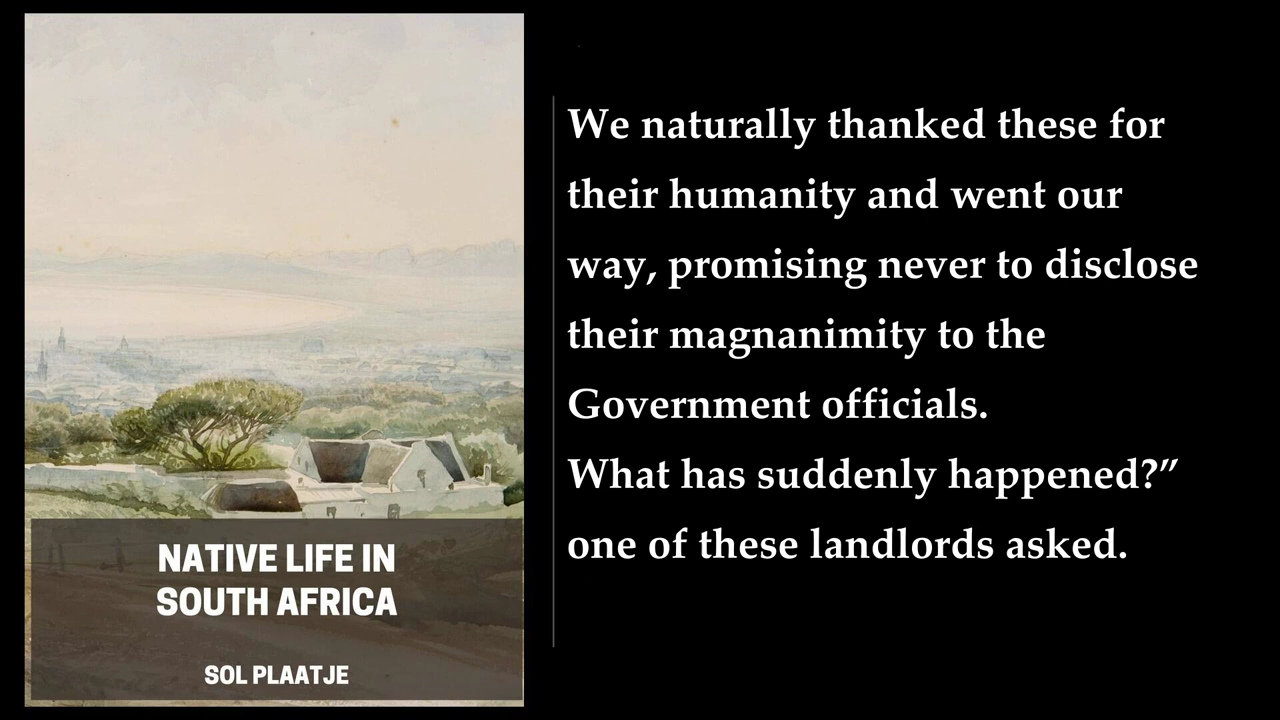 NATIVE LIFE IN
SOUTH AFRICA
SOL PLAATJE
We naturally thanked these for
their humanity and went our
way, promising never to disclose
their magnanimity to the
Government officials.
What has suddenly happened?”
one of these landlords asked.